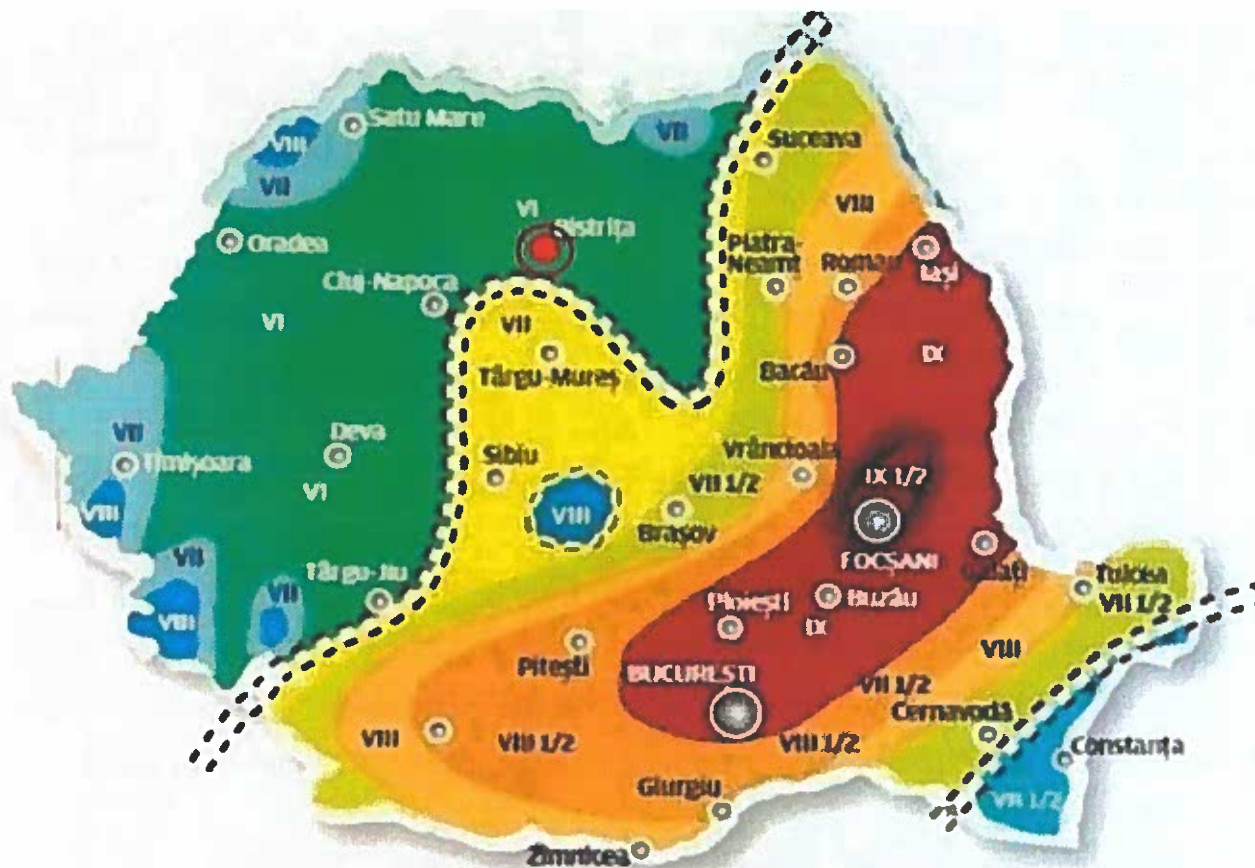 Satu Mare
VIII
VII
VII
Suceava
VIII
VI
Bistrița
Oradea
Piatra-
Neamț
Roman
Iași
Cluj-Napoca
VI
VII
IX
Târgu-Mureș
Bacău
VII
Timișoara
Deva
VI
Sibiu
Vrâncioaia
VII 1/2
IX 1/2
VIII
VIII
Brașov
FOCȘANI
VII
Târgu-Jiu
VII
VIII
Galați
Tulcea
VII 1/2
Ploiești
Buzău
IX
Pitești
VIII
BUCURESTI
VII 1/2
Cernavodă
VIII
VIII 1/2
VIII 1/2
Constanța
Giurgiu
VII 1/2
Zimnicea